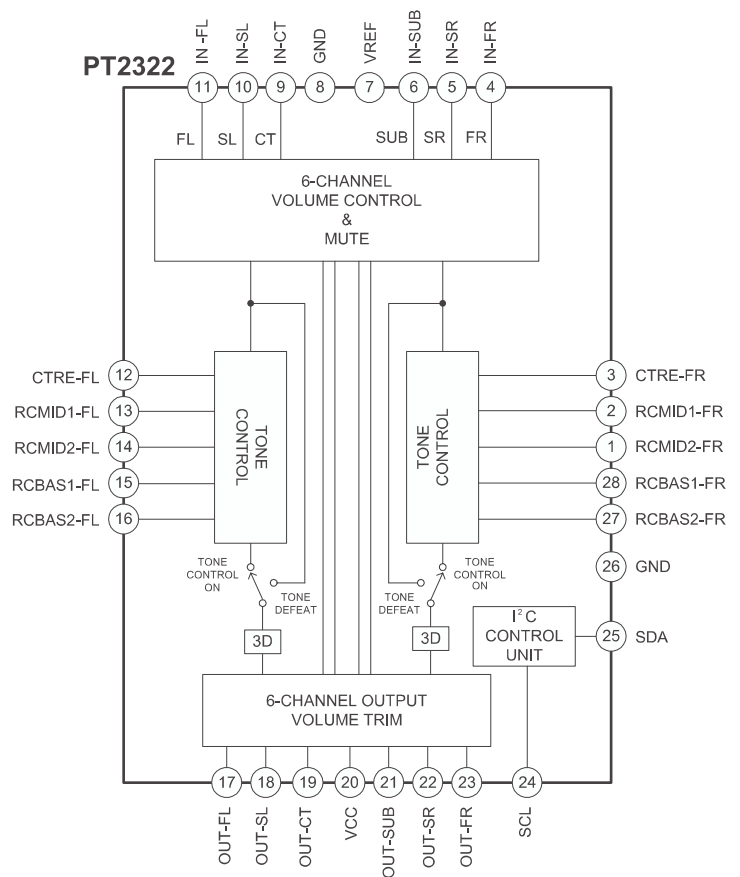 PT2322
IN-FL
IN-SL
IN-CT
GND
VREF
IN-SUB
IN-SR
IN-FR
11
10
9
8
7
6
5
4
FL
SL
CT
SUB
SR
FR
6-CHANNEL
VOLUME CONTROL
&
MUTE
CTRE-FL 12
RCMID1-FL 13
RCMID2-FL 14
RCBAS1-FL 15
RCBAS2-FL 16
TONE
CONTROL
TONE
CONTROL
3 CTRE-FR
2 RCMID1-FR
1 RCMID2-FR
28 RCBAS1-FR
27 RCBAS2-FR
26 GND
TONE
CONTROL
ON
TONE
DEFEAT
TONE
DEFEAT
TONE
CONTROL
ON
3D
3D
I²C
CONTROL
UNIT
25 SDA
6-CHANNEL OUTPUT
VOLUME TRIM
17
18
19
20
21
22
23
24
OUT-FL
OUT-SL
OUT-CT
VCC
OUT-SUB
OUT-SR
OUT-FR
SCL